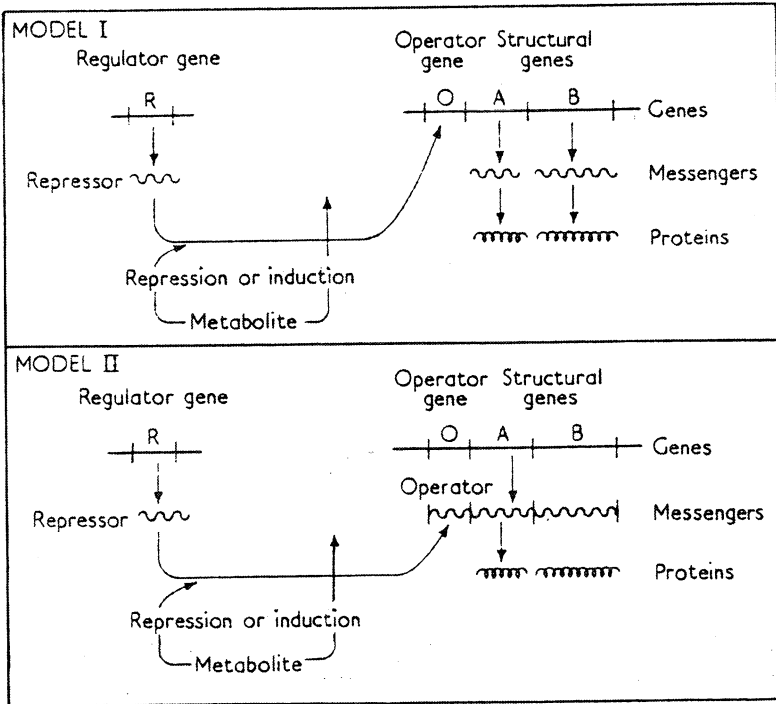 MODEL I
Operator Structural
Regulator gene
gene genes
R
O A B
Genes
Repressor
Messengers
Proteins
Repression or induction
Metabolite
MODEL II
Operator Structural
Regulator gene
gene genes
R
O A B
Genes
Operator
Repressor
Messengers
Proteins
Repression or induction
Metabolite